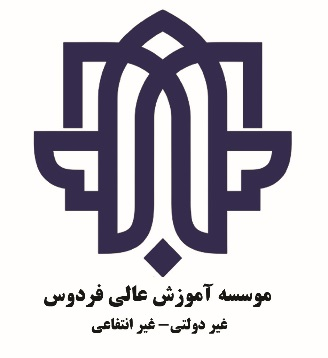 موسسه آموزش عالی فردوس
غیر دولتی- غیر انتفاعی